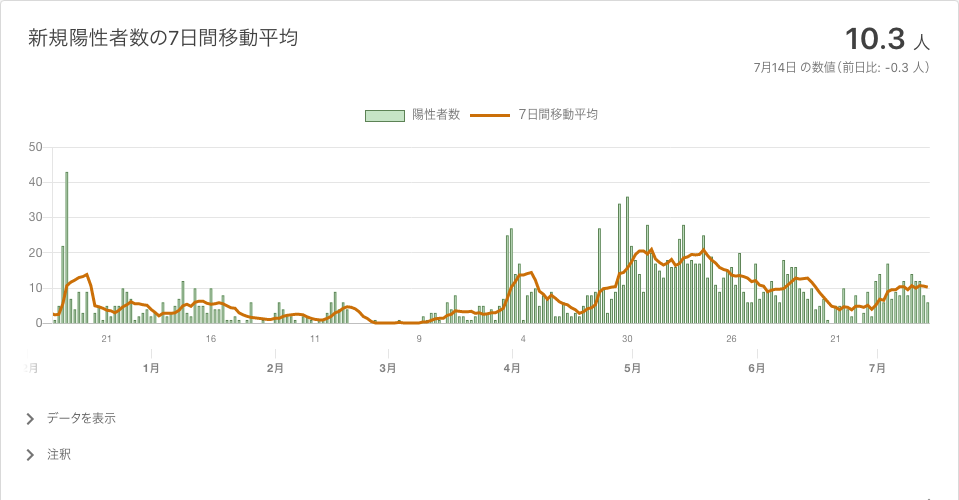 新規陽性者数の7日間移動平均
10.3 人
7月14日 の数値（前日比: -0.3 人）
陽性者数
7日間移動平均
50
40
30
20
10
0
21 16 11 9 4 30 26 21
月 1月 2月 3月 4月 5月 6月 7月
データを表示
注釈